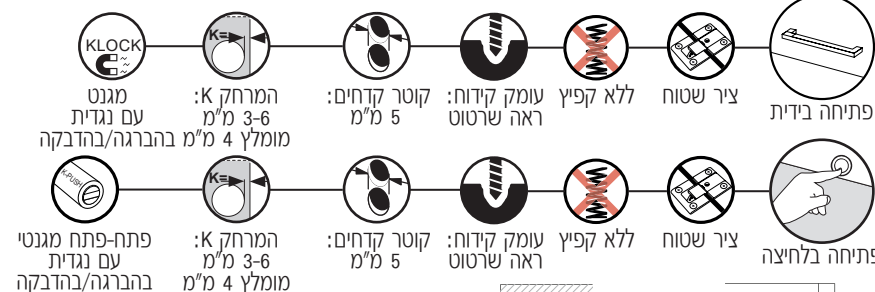 פתיחה בידית
ציר שטוח
ללא קפיץ
עומק קידוח:
ראה שרטוט
קוטר קדחים:
5 מ"מ
K=
המרחק K:
3-6 מ"מ
מומלץ 4 מ"מ
KLOCK
מגנט
עם נגדית
בהברגה/בהדבקה
פתיחה בלחיצה
ציר שטוח
ללא קפיץ
עומק קידוח:
ראה שרטוט
קוטר קדחים:
5 מ"מ
K=
המרחק K:
3-6 מ"מ
מומלץ 4 מ"מ
K-PUSH
פתח-פתח מגנטי
עם נגדית
בהברגה/בהדבקה